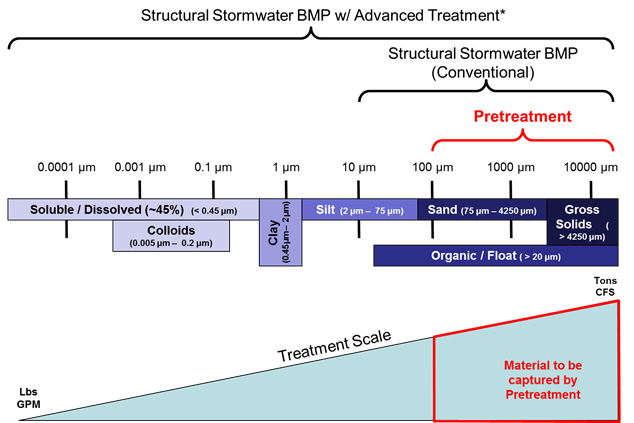 Structural Stormwater BMP w/ Advanced Treatment*
Structural Stormwater BMP
(Conventional)
Pretreatment
0.0001 µm 0.001 µm 0.1 µm 1 µm 10 µm 100 µm 1000 µm 10000 µm
Soluble / Dissolved (~45%) (< 0.45 µm)
Colloids
(0.005 µm – 0.2 µm)
Clay
(0.45µm– 2µm)
Silt (2 µm – 75 µm)
Sand (75 µm – 4250 µm)
Gross
Solids (
> 4250 µm)
Organic / Float ( > 20 µm)
Tons
CFS
Treatment Scale
Material to be
captured by
Pretreatment
Lbs
GPM